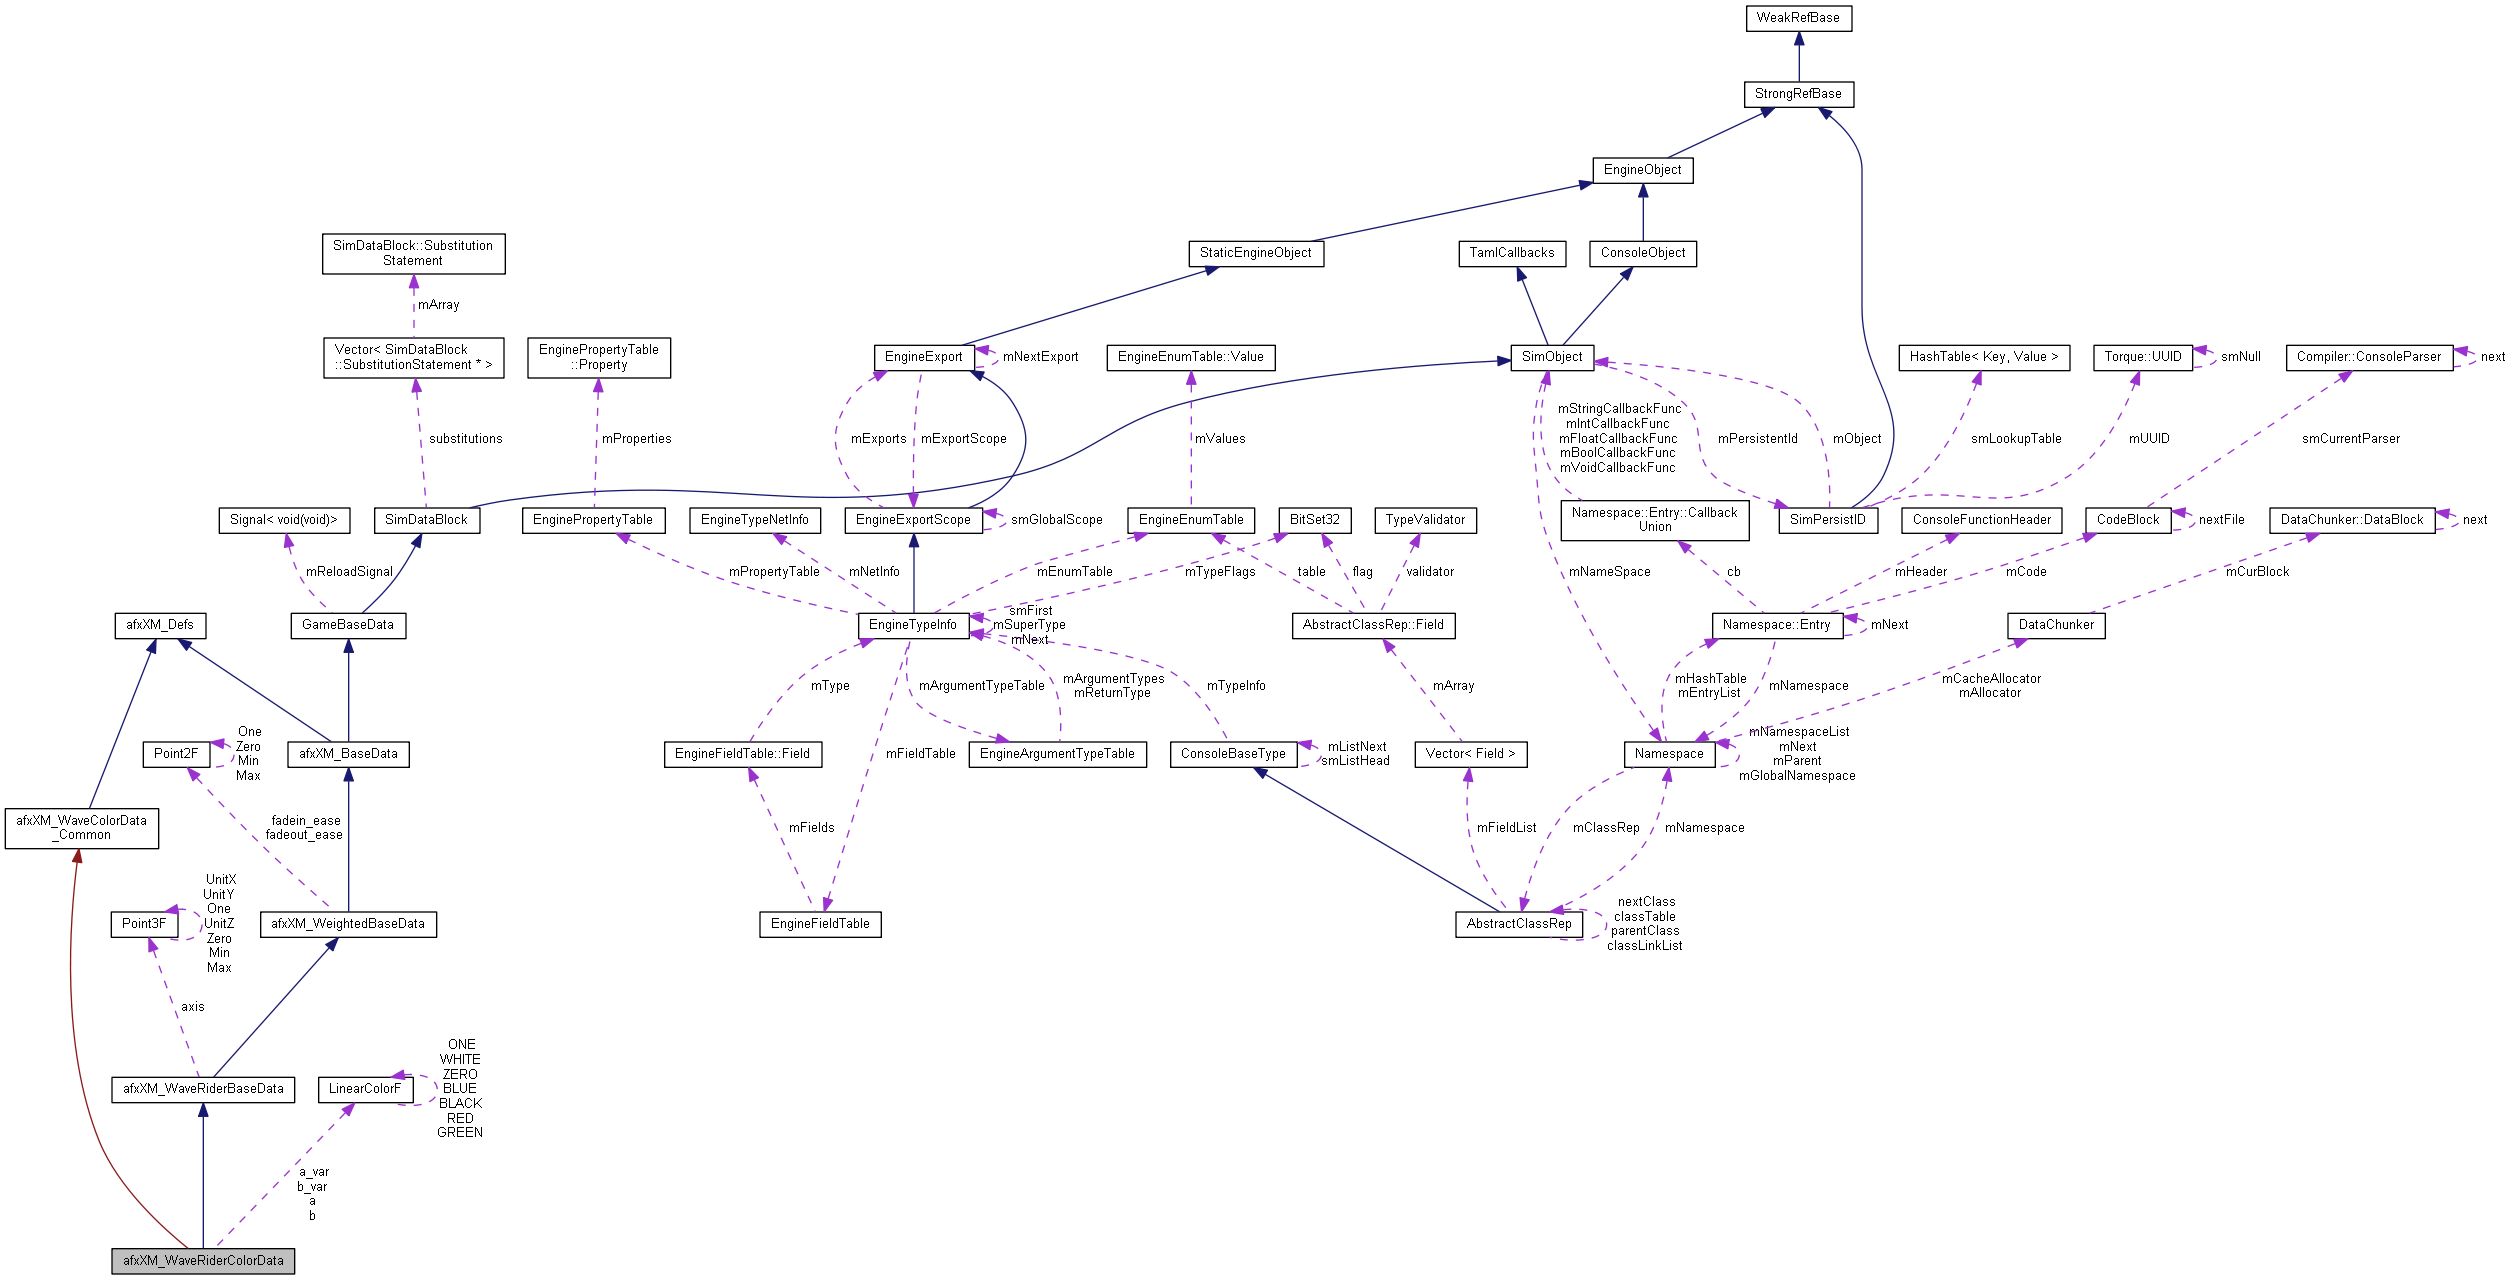 WeakRefBase
StrongRefBase
EngineObject
SimDataBlock::Substitution
Statement
StaticEngineObject
TamlCallbacks
ConsoleObject
mArray
Vector< SimDataBlock
::SubstitutionStatement * >
EnginePropertyTable
::Property
EngineExport
mNextExport
EngineEnumTable::Value
SimObject
HashTable< Key, Value >
Torque::UUID
smNull
Compiler::ConsoleParser
next
substitutions
mProperties
mExports
mExportScope
mValues
mStringCallbackFunc
mIntCallbackFunc
mFloatCallbackFunc
mBoolCallbackFunc
mVoidCallbackFunc
mPersistentId
mObject
smLookupTable
mUUID
smCurrentParser
Signal< void(void)>
SimDataBlock
EnginePropertyTable
EngineTypeNetInfo
EngineExportScope
smGlobalScope
EngineEnumTable
BitSet32
TypeValidator
Namespace::Entry::Callback
Union
SimPersistID
ConsoleFunctionHeader
CodeBlock
nextFile
DataChunker::DataBlock
next
mReloadSignal
mPropertyTable
mNetInfo
mEnumTable
mTypeFlags
table
flag
validator
mNameSpace
cb
mHeader
mCode
mCurBlock
afxXM_Defs
GameBaseData
EngineTypeInfo
smFirst
mSuperType
mNext
AbstractClassRep::Field
Namespace::Entry
mNext
DataChunker
mType
mArgumentTypeTable
mArgumentTypes
mReturnType
mTypeInfo
mArray
mHashTable
mEntryList
mNamespace
mCacheAllocator
mAllocator
Point2F
One
Zero
Min
Max
afxXM_BaseData
EngineFieldTable::Field
mFieldTable
EngineArgumentTypeTable
ConsoleBaseType
mListNext
smListHead
Vector< Field >
Namespace
mNamespaceList
mNext
mParent
mGlobalNamespace
afxXM_WaveColorData
_Common
fadein_ease
fadeout_ease
mFields
mFieldList
mClassRep
mNamespace
Point3F
UnitX
UnitY
One
UnitZ
Zero
Min
Max
afxXM_WeightedBaseData
EngineFieldTable
AbstractClassRep
nextClass
classTable
parentClass
classLinkList
axis
afxXM_WaveRiderBaseData
LinearColorF
ONE
WHITE
ZERO
BLUE
BLACK
RED
GREEN
a_var
b_var
a
b
afxXM_WaveRiderColorData